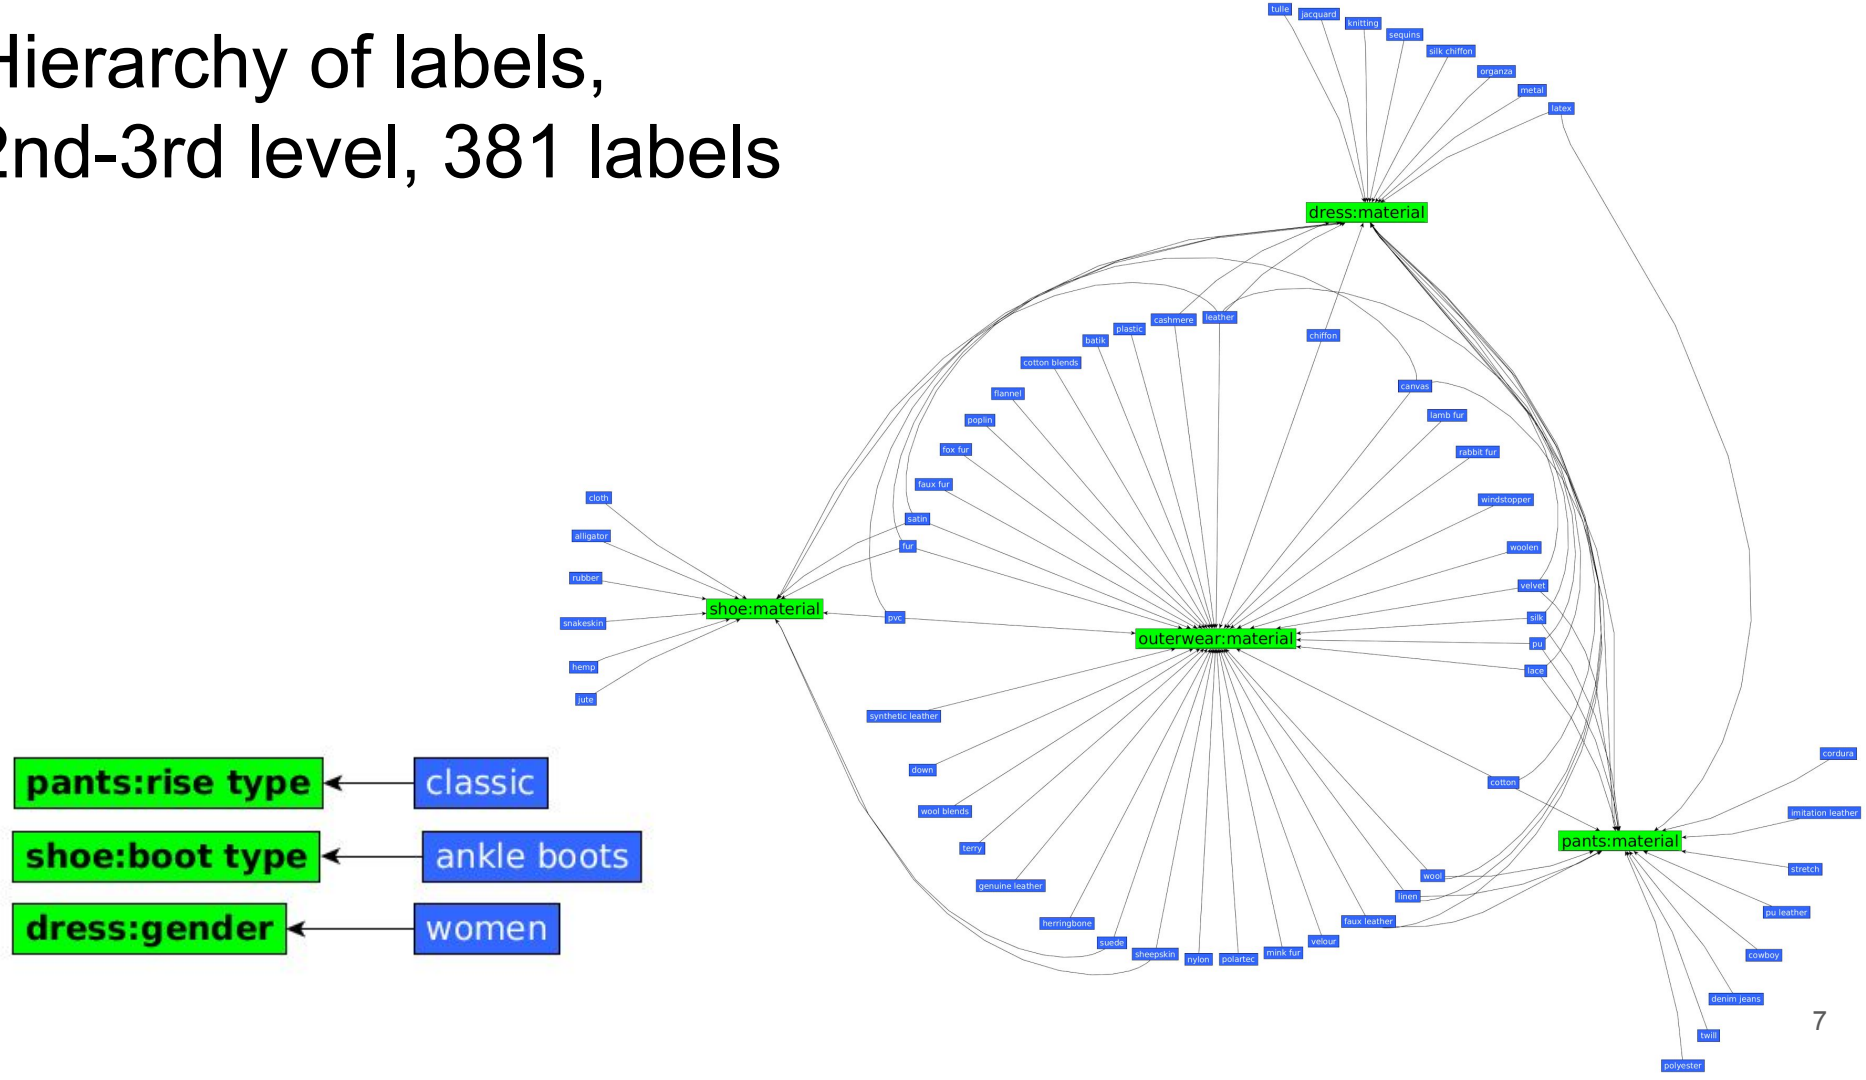 Hierarchy of labels,
2nd-3rd level, 381 labels
tulle
jacquard
knitting
sequins
silk chiffon
organza
metal
latex
dress:material
cashmere
leather
plastic
chiffon
batik
cotton blends
canvas
flannel
lamb fur
poplin
fox fur
rabbit fur
faux fur
cloth
windstopper
satin
alligator
fur
woolen
rubber
velvet
shoe:material
pvc
silk
snakeskin
outerwear:material
pu
hemp
lace
jute
synthetic leather
cordura
down
pants:rise type
classic
cotton
wool blends
imitation leather
pants:material
terry
shoe:boot type
ankle boots
stretch
wool
genuine leather
linen
pu leather
herringbone
faux leather
dress:gender
women
suede
velour
sheepskin
mink fur
nylon
polartec
cowboy
denim jeans
7
twill
polyester